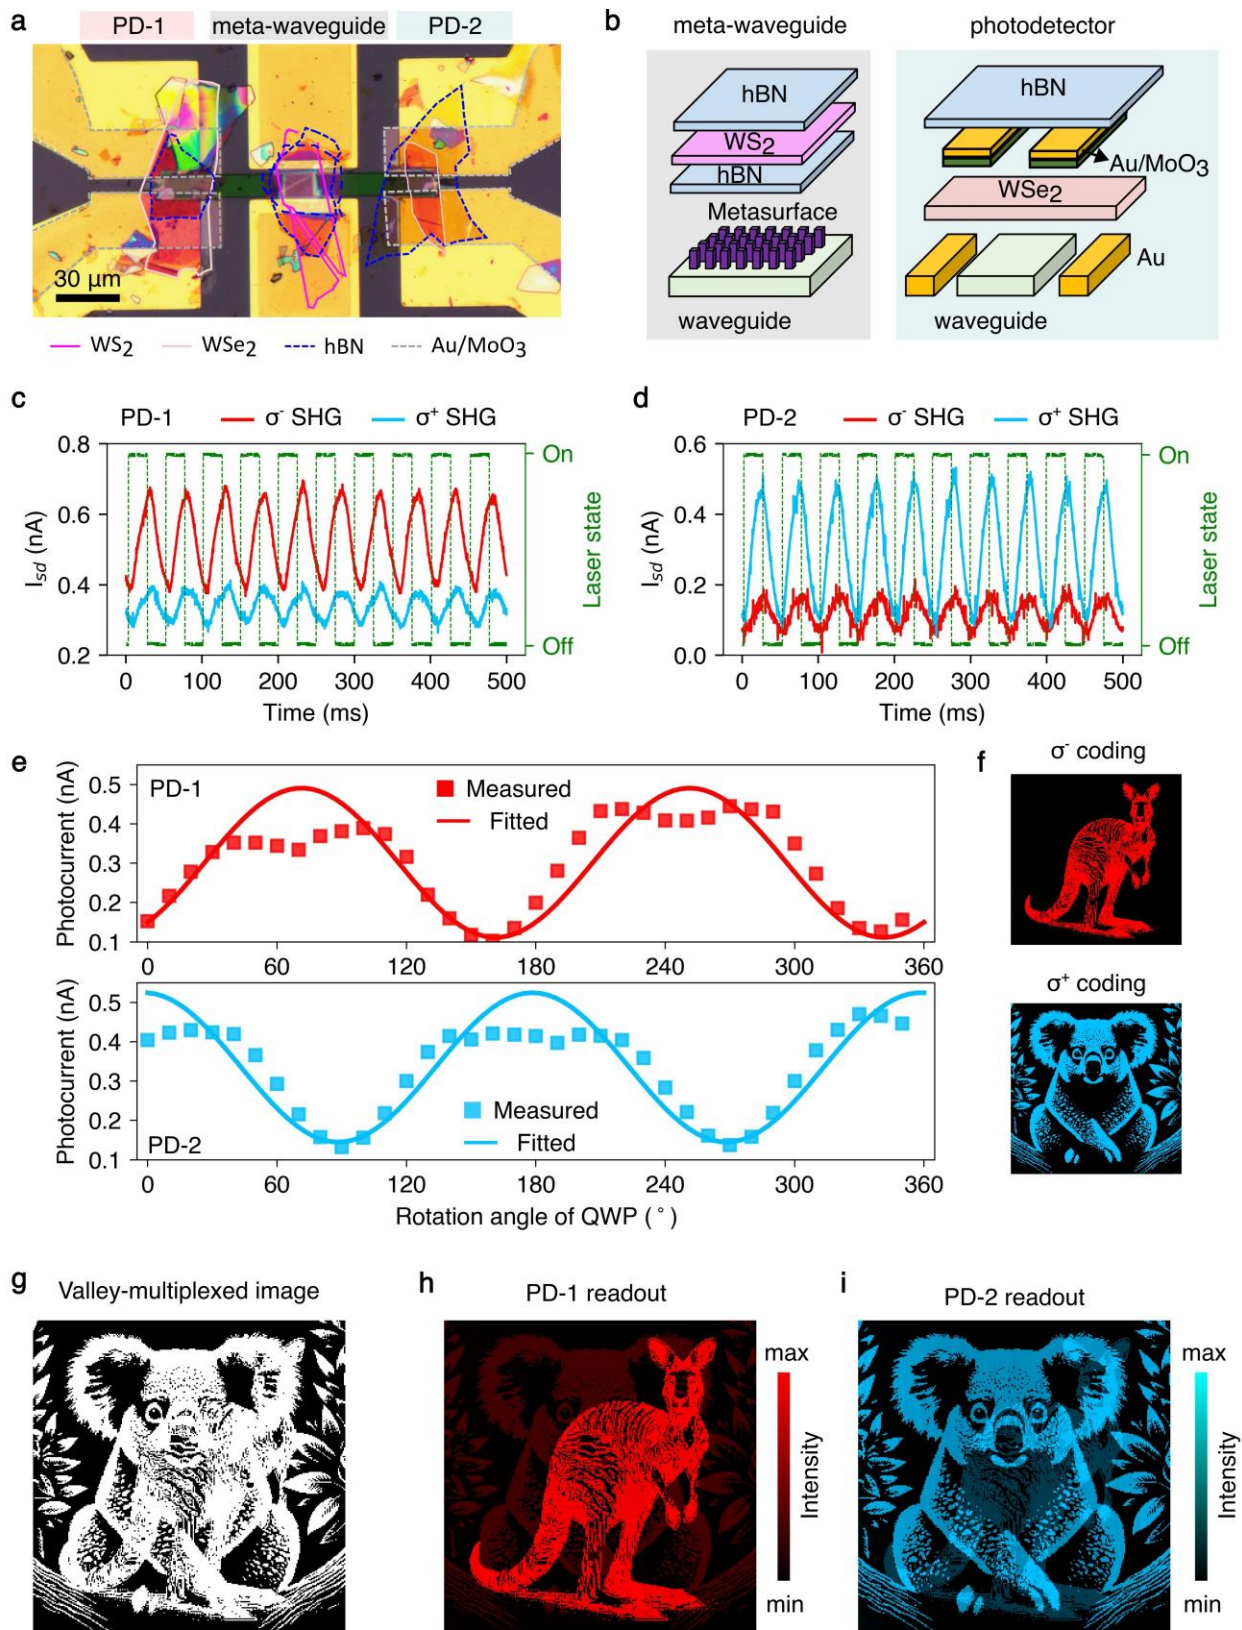 a PD-1 meta-waveguide PD-2
30 µm
WS2 WSe2 hBN Au/MoO3
b meta-waveguide photodetector
hBN
WS2
hBN
Metasurface
waveguide
hBN
Au/MoO3
WSe2
Au
waveguide
c PD-1 σ- SHG σ+ SHG
0.8
0.6
0.4
0.2
Isd (nA)
On
Off
Laser state
0 100 200 300 400 500
Time (ms)
d PD-2 σ- SHG σ+ SHG
0.6
0.4
0.2
0.0
Isd (nA)
On
Off
Laser state
0 100 200 300 400 500
Time (ms)
e
PD-1
Measured
Fitted
Photocurrent (nA)
0.5
0.4
0.3
0.2
0.1
0 60 120 180 240 300 360
Photocurrent (nA)
0.5
0.4
0.3
0.2
0.1
Measured
Fitted
PD-2
0 60 120 180 240 300 360
Rotation angle of QWP (°)
f σ- coding
σ+ coding
g Valley-multiplexed image
h PD-1 readout
max
Intensity
min
i PD-2 readout
max
Intensity
min